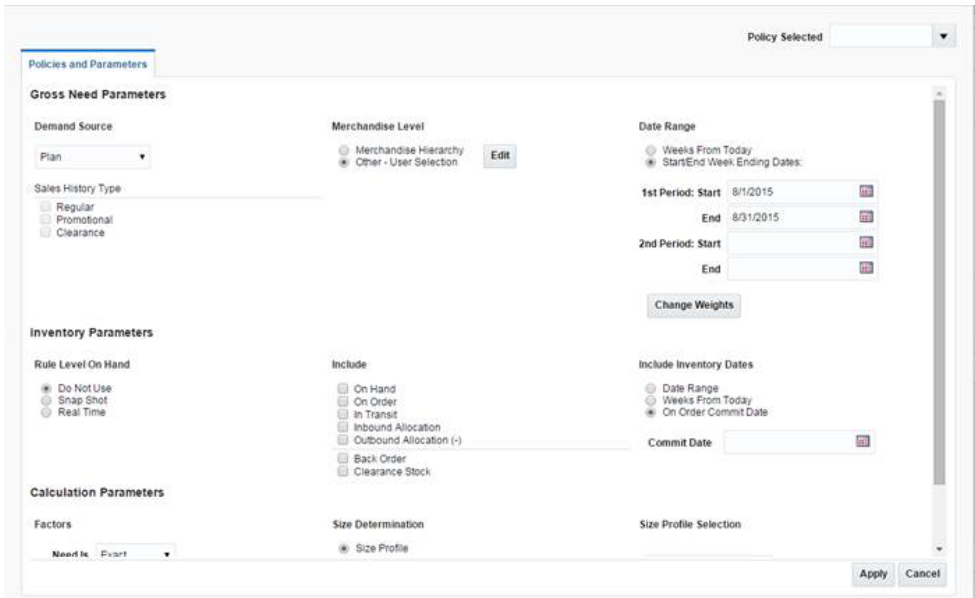 Policy Selected
Policies and Parameters
Gross Need Parameters
Demand Source
Plan
Sales History Type
Regular
Promotional
Clearance
Merchandise Level
Merchandise Hierarchy
Other - User Selection
Edit
Date Range
Weeks From Today
Start/End Week Ending Dates:
1st Period: Start 8/1/2015
End 8/31/2015
2nd Period: Start
End
Change Weights
Inventory Parameters
Rule Level On Hand
Do Not Use
Snap Shot
Real Time
Include
On Hand
On Order
In Transit
Inbound Allocation
Outbound Allocation (-)
Back Order
Clearance Stock
Include Inventory Dates
Date Range
Weeks From Today
On Order Commit Date
Commit Date
Calculation Parameters
Factors
Need Is Exact
Size Determination
Size Profile
Size Profile Selection
Apply Cancel